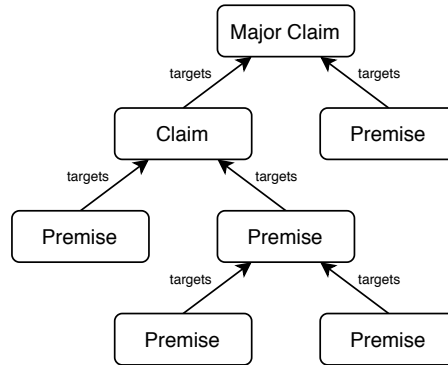 Major Claim
targets
targets
Claim
Premise
targets
targets
Premise
Premise
targets
targets
Premise
Premise